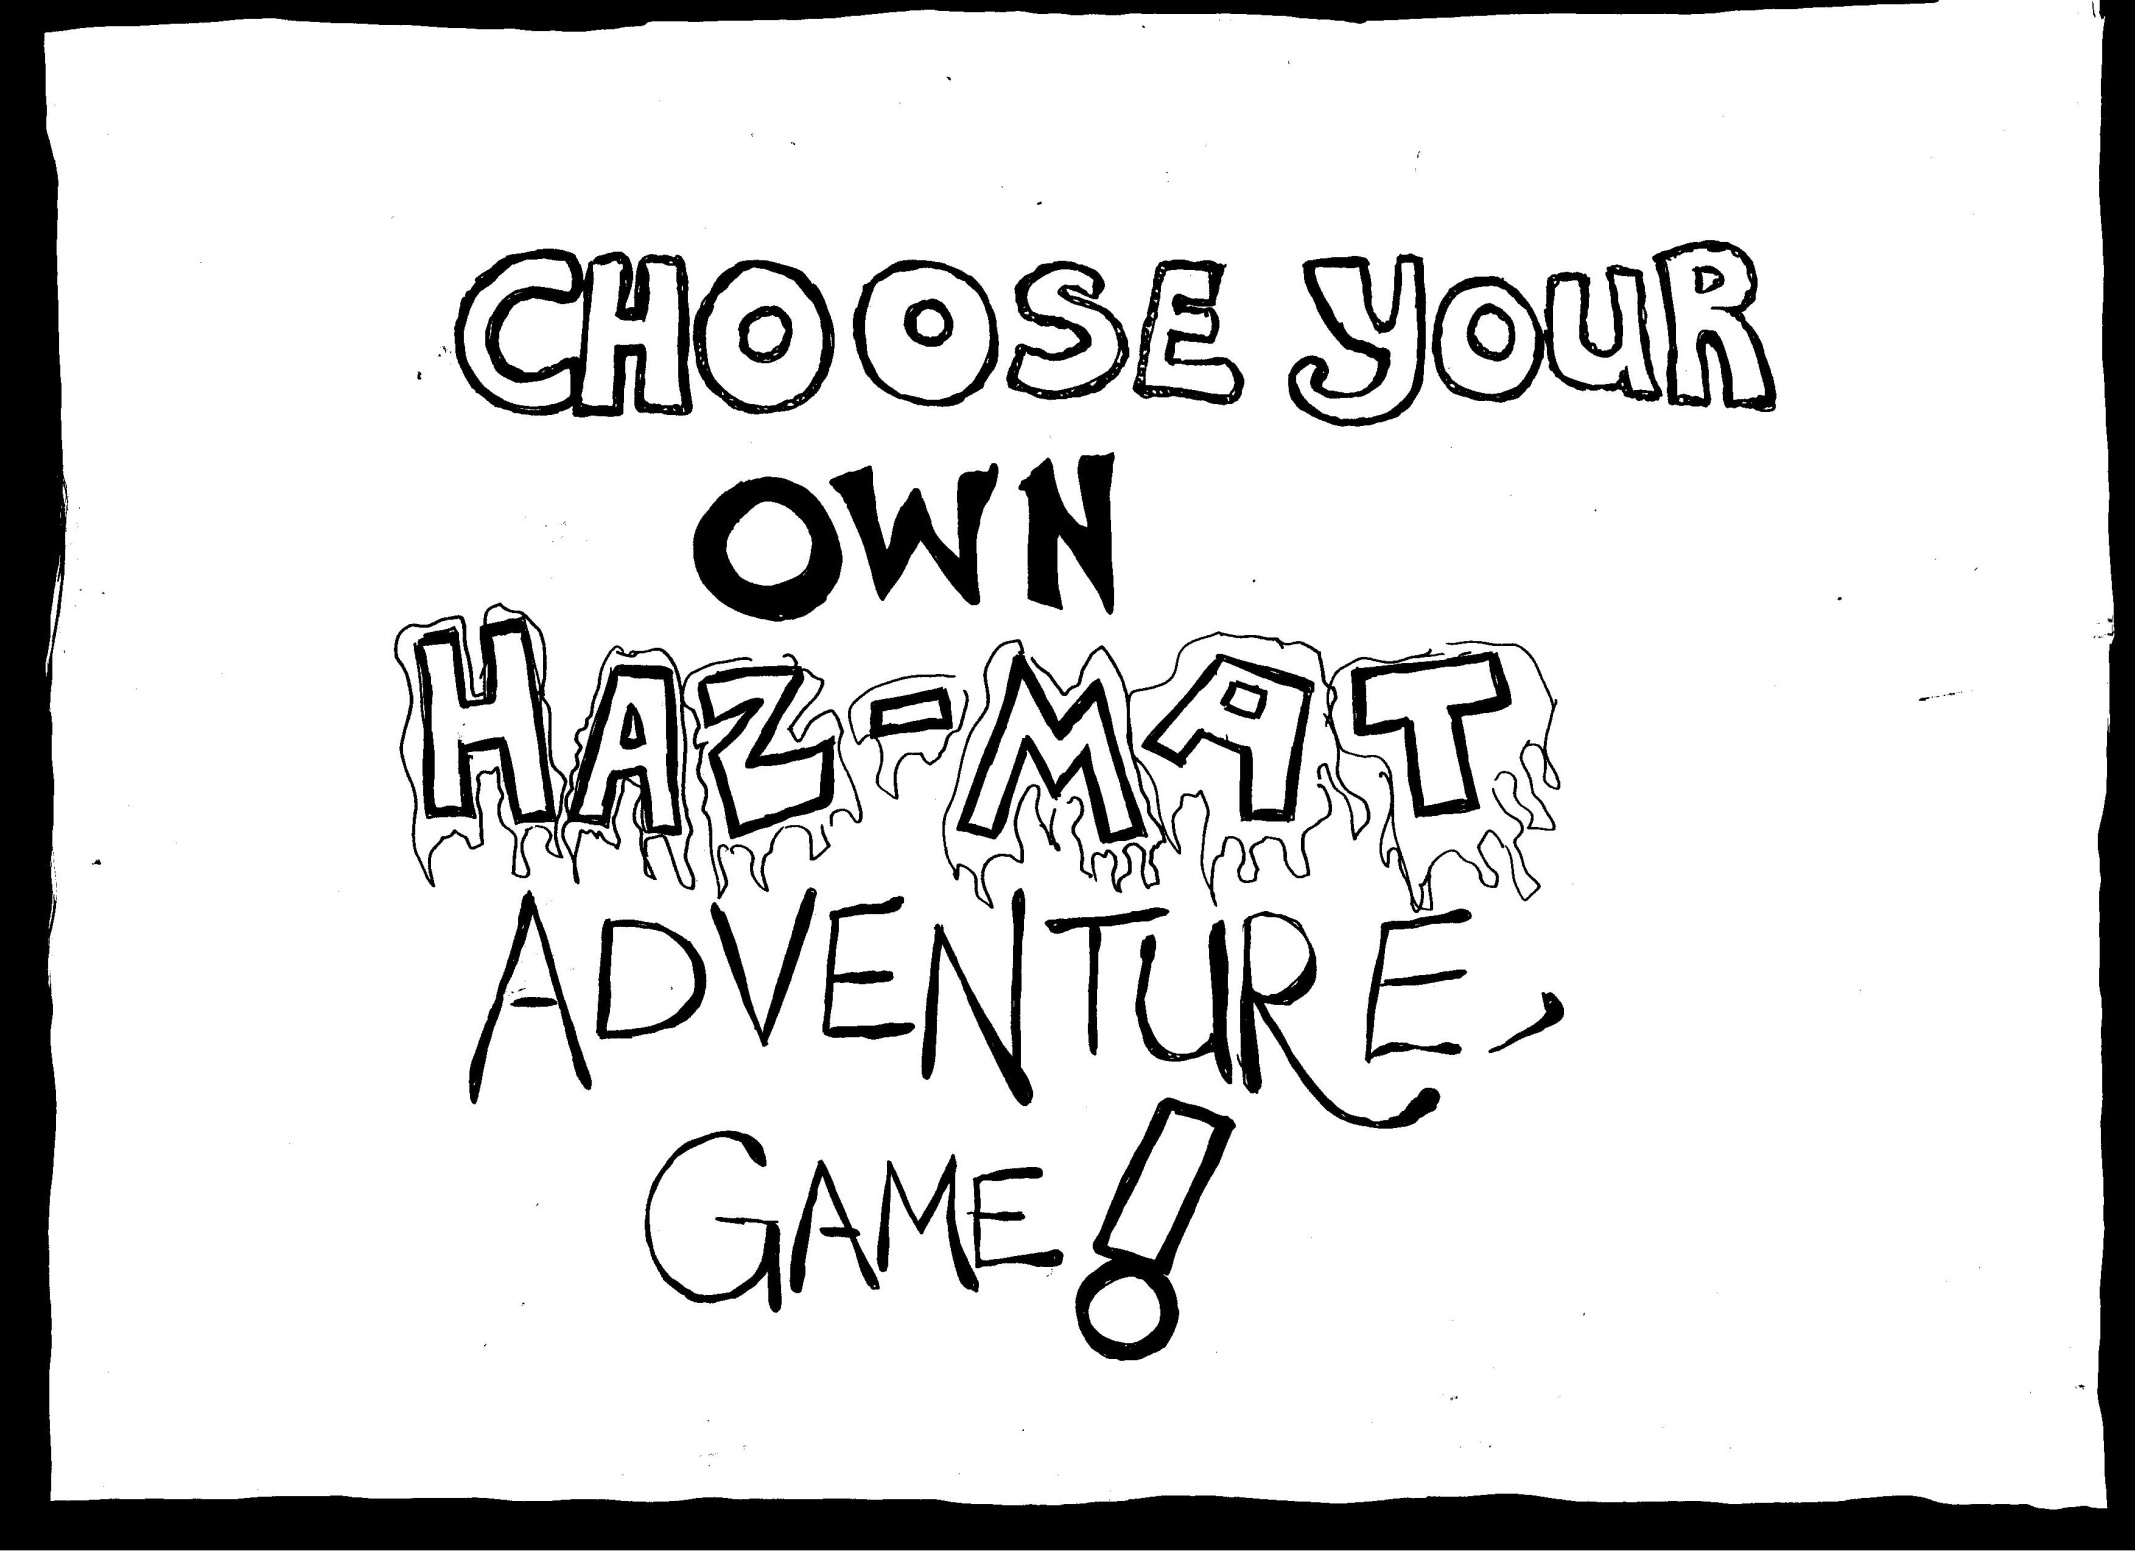 CHOOSE YOUR
OWN
HAZ-MAT
ADVENTURE,
GAME!